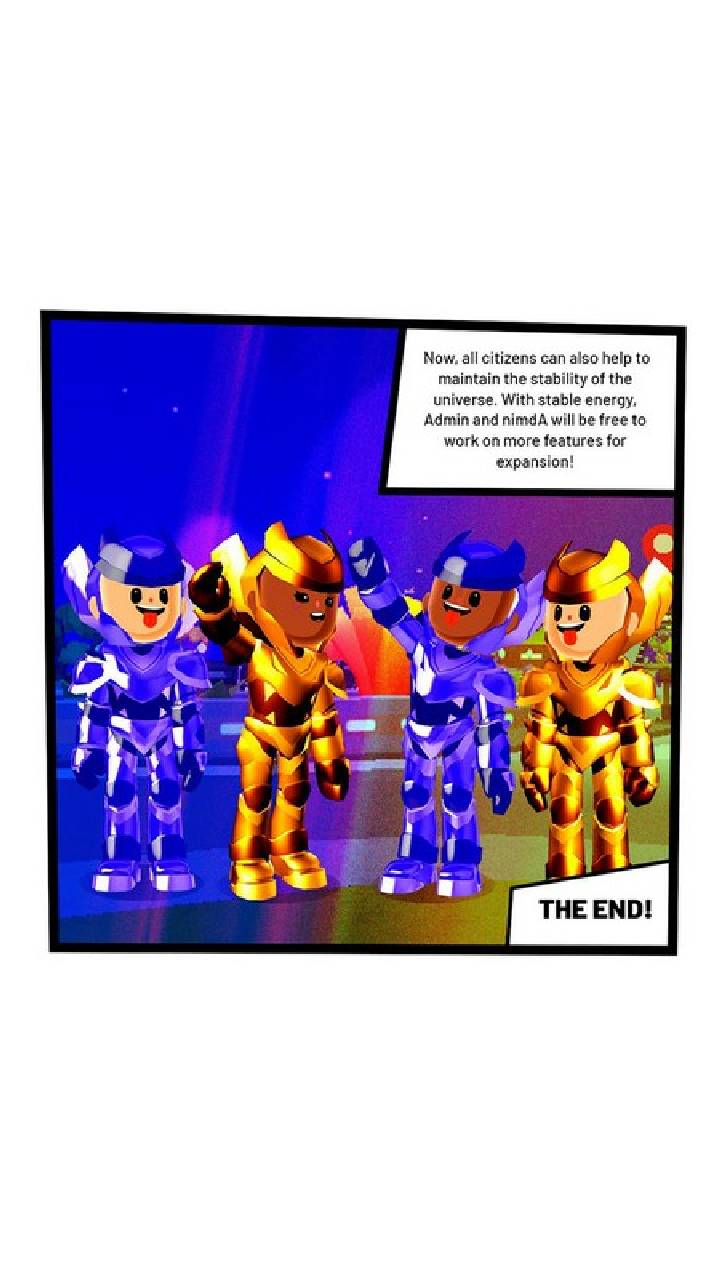 Now, all citizens can also help to
maintain the stability of the
universe. With stable energy,
Admin and nimdA will be free to
work on more features for
expansion!
THE END!